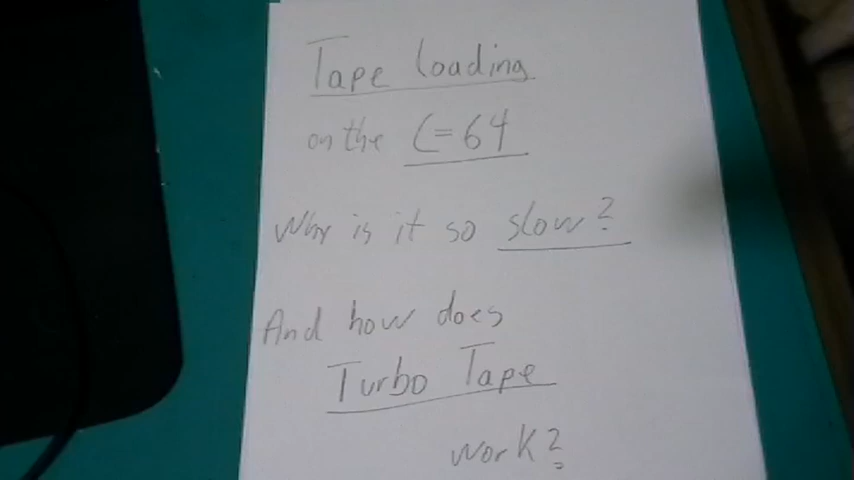 Tape loading
on the C=64
Why is it so slow?
And how does
Turbo Tape
work?